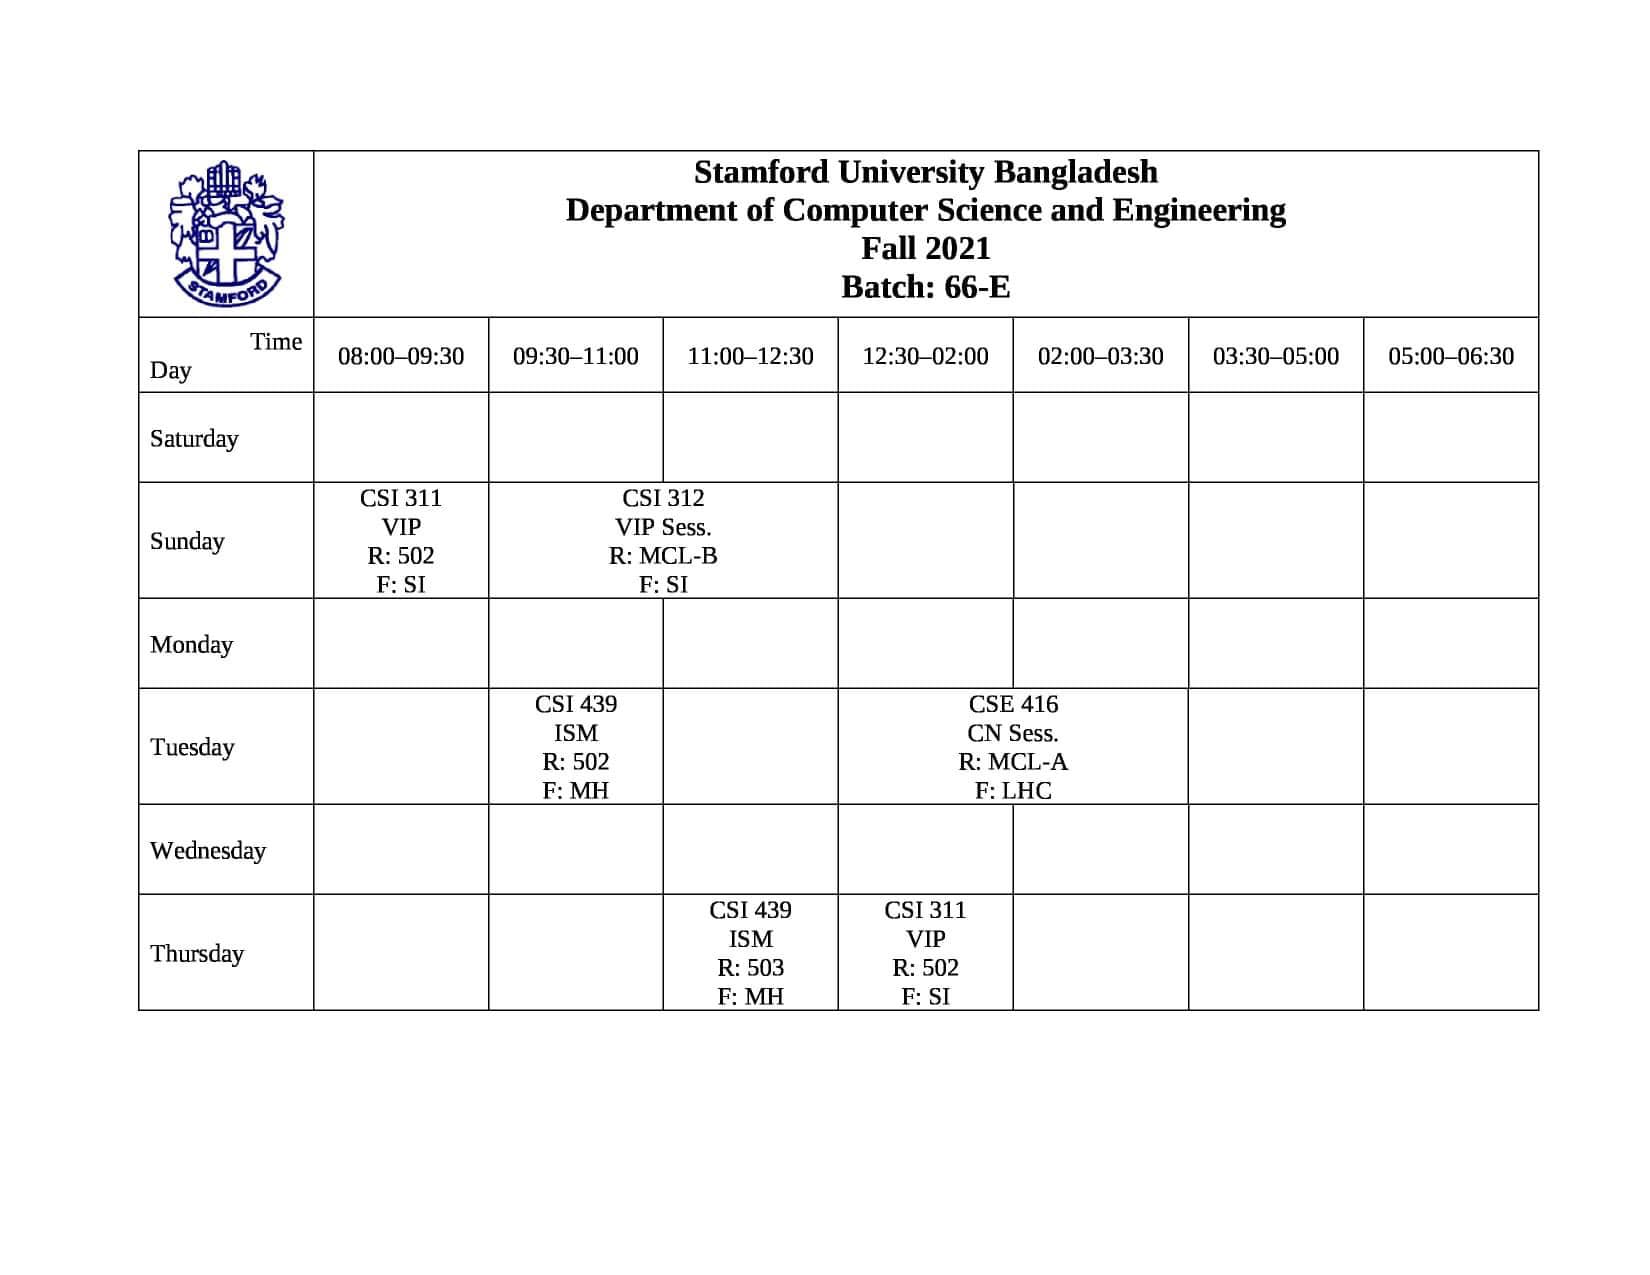 STAMFORD
Stamford University Bangladesh
Department of Computer Science and Engineering
Fall 2021
Batch: 66-E
Time
Day
08:00–09:30 09:30–11:00 11:00–12:30 12:30–02:00 02:00–03:30 03:30–05:00 05:00–06:30
Saturday
Sunday
CSI 311
VIP
R: 502
F: SI
CSI 312
VIP Sess.
R: MCL-B
F: SI
Monday
Tuesday
CSI 439
ISM
R: 502
F: MH
CSE 416
CN Sess.
R: MCL-A
F: LHC
Wednesday
Thursday
CSI 439
ISM
R: 503
F: MH
CSI 311
VIP
R: 502
F: SI